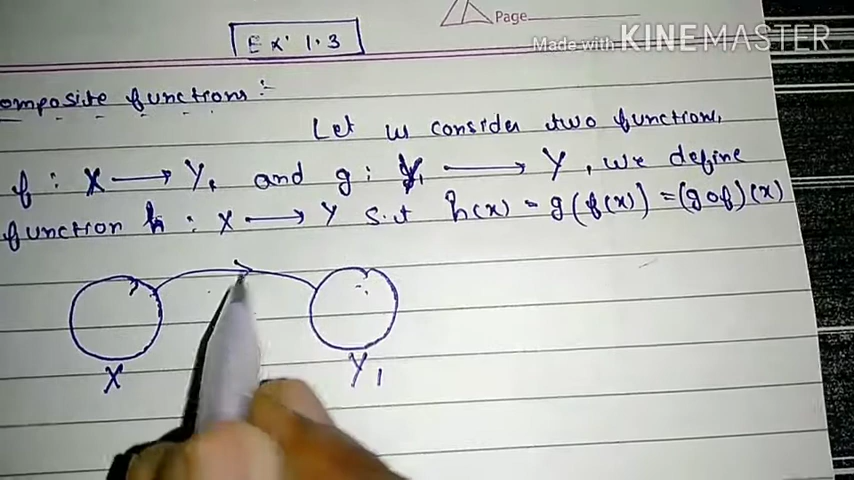 Page
Made with KINEMASTER
Ex: 1.3
omposite functions :-
Let us consider two function,
f : X → Y₁ and g : Y₁ → Y , we define
function h : X → Y s.t h(x) = g(f(x)) = (gof)(x)
X
Y₁